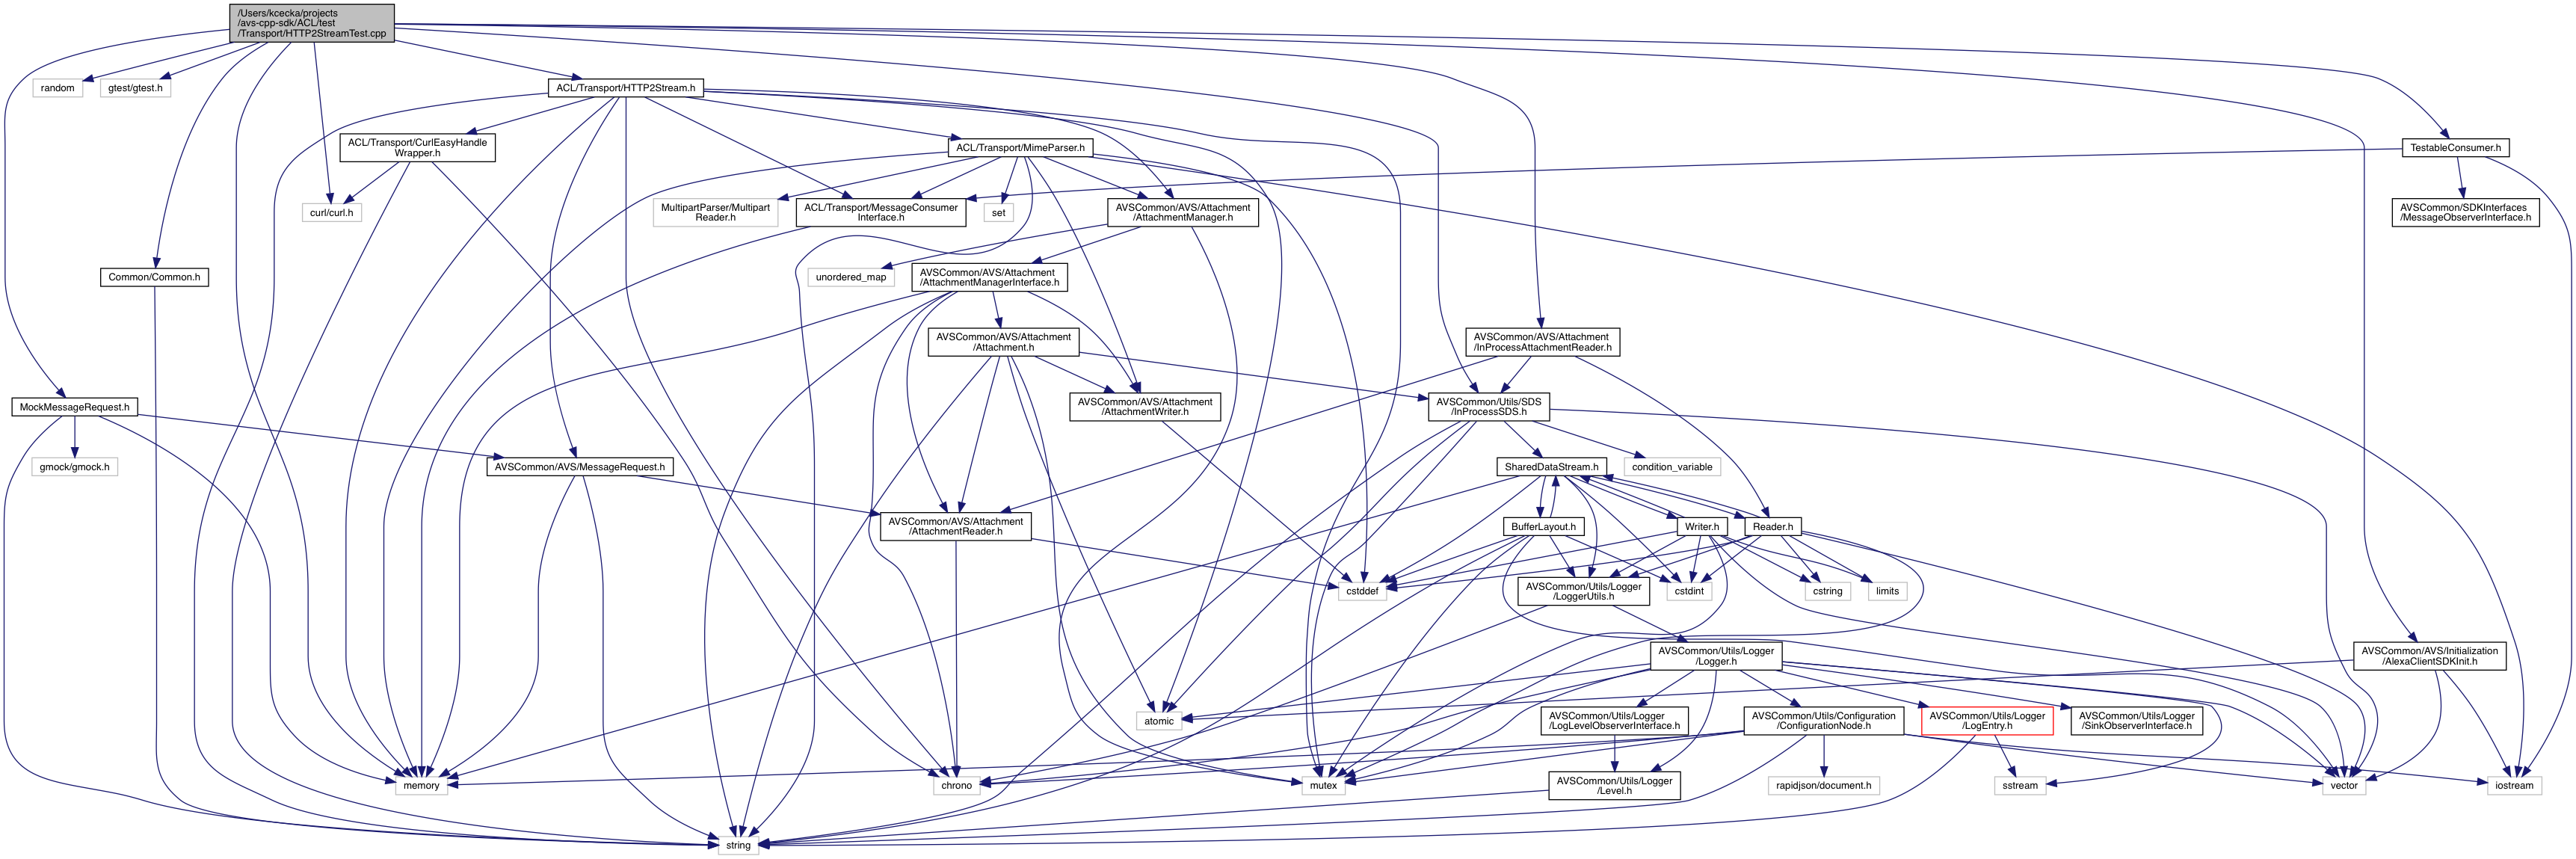 /Users/kcecka/projects
/avs-cpp-sdk/ACL/test
/Transport/HTTP2StreamTest.cpp
random
gtest/gtest.h
ACL/Transport/HTTP2Stream.h
ACL/Transport/CurlEasyHandle
Wrapper.h
ACL/Transport/MimeParser.h
TestableConsumer.h
curl/curl.h
MultipartParser/Multipart
Reader.h
ACL/Transport/MessageConsumer
Interface.h
set
AVSCommon/AVS/Attachment
/AttachmentManager.h
AVSCommon/SDKInterfaces
/MessageObserverInterface.h
Common/Common.h
unordered_map
AVSCommon/AVS/Attachment
/AttachmentManagerInterface.h
AVSCommon/AVS/Attachment
/Attachment.h
AVSCommon/AVS/Attachment
/InProcessAttachmentReader.h
MockMessageRequest.h
AVSCommon/AVS/Attachment
/AttachmentWriter.h
AVSCommon/Utils/SDS
/InProcessSDS.h
gmock/gmock.h
AVSCommon/AVS/MessageRequest.h
SharedDataStream.h
condition_variable
AVSCommon/AVS/Attachment
/AttachmentReader.h
BufferLayout.h
Writer.h
Reader.h
cstddef
AVSCommon/Utils/Logger
/LoggerUtils.h
cstdint
cstring
limits
AVSCommon/Utils/Logger
/Logger.h
AVSCommon/AVS/Initialization
/AlexaClientSDKInit.h
atomic
AVSCommon/Utils/Logger
/LogLevelObserverInterface.h
AVSCommon/Utils/Configuration
/ConfigurationNode.h
AVSCommon/Utils/Logger
/LogEntry.h
AVSCommon/Utils/Logger
/SinkObserverInterface.h
memory
chrono
mutex
AVSCommon/Utils/Logger
/Level.h
rapidjson/document.h
sstream
vector
iostream
string